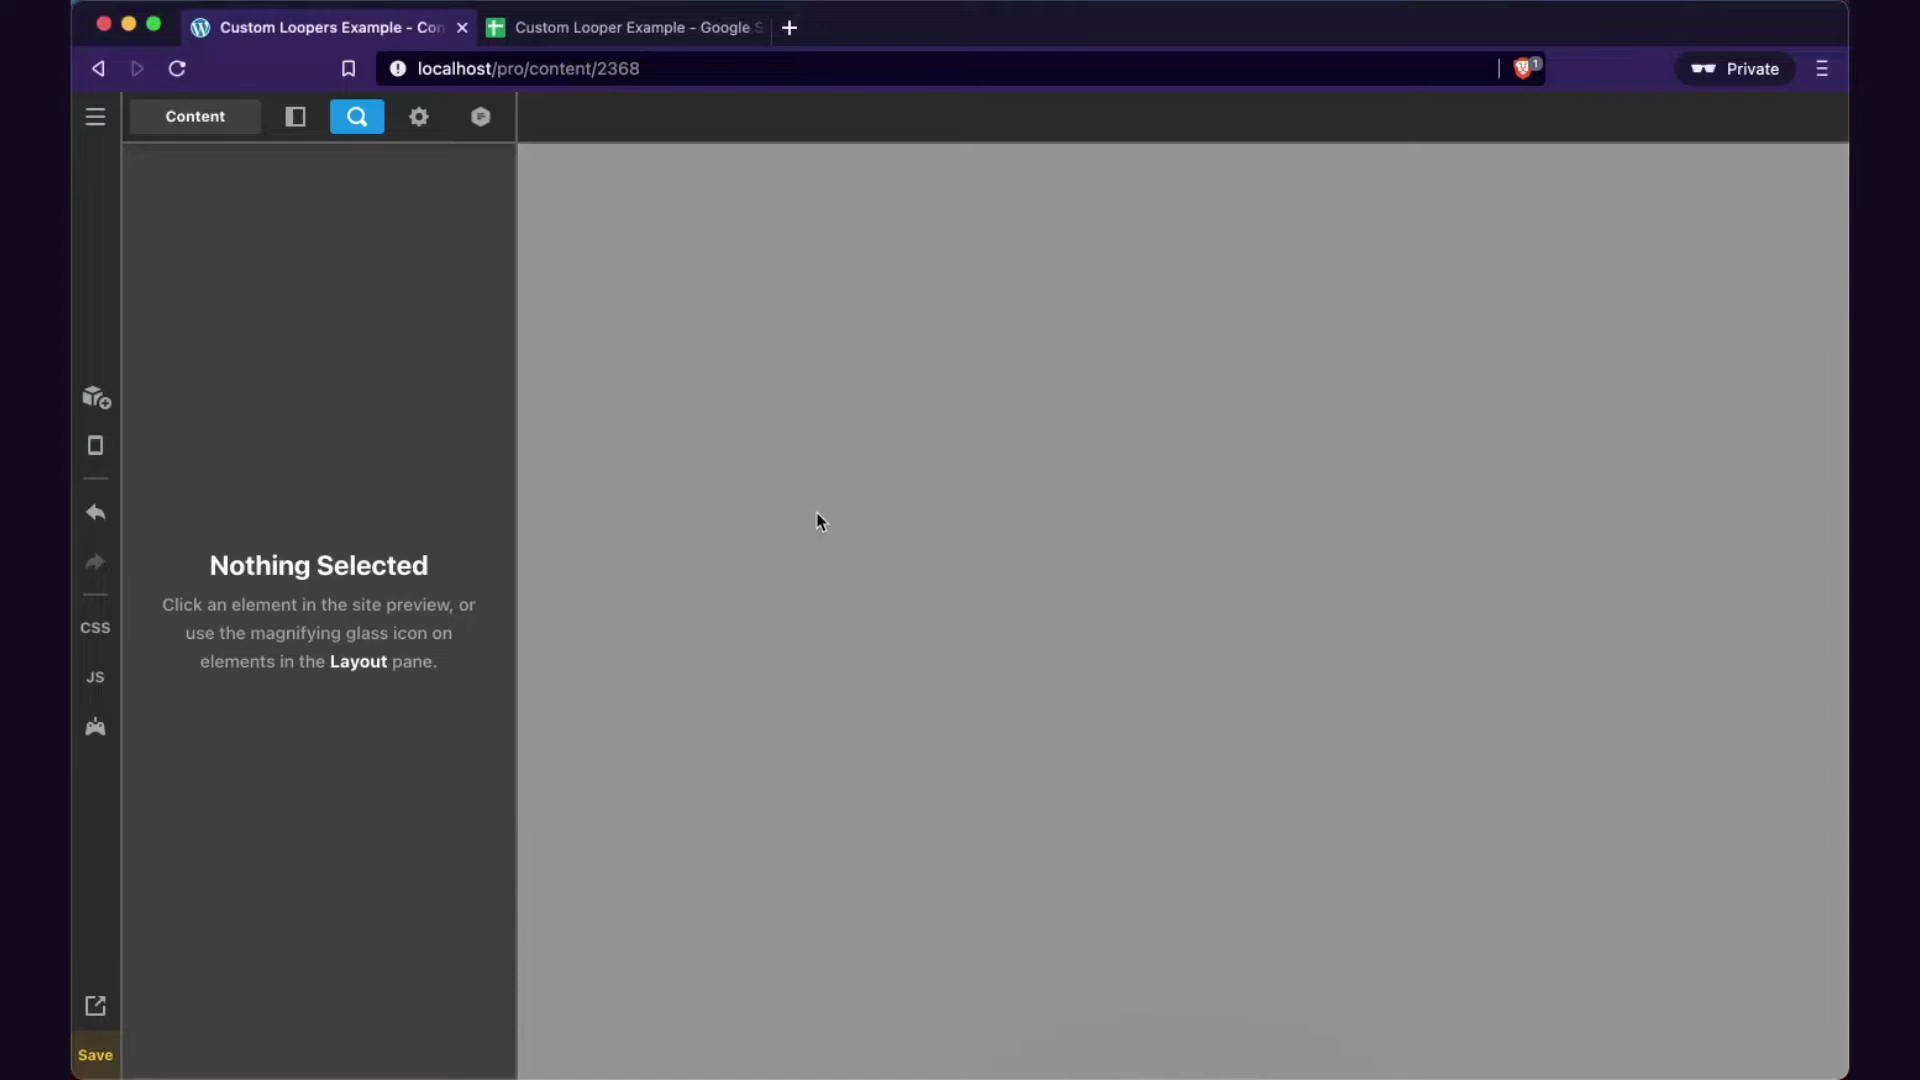 Custom Loopers Example - Con
Custom Looper Example - Google S
localhost/pro/content/2368
1
Private
Content
Nothing Selected
Click an element in the site preview, or
use the magnifying glass icon on
elements in the Layout pane.
CSS
JS
Save